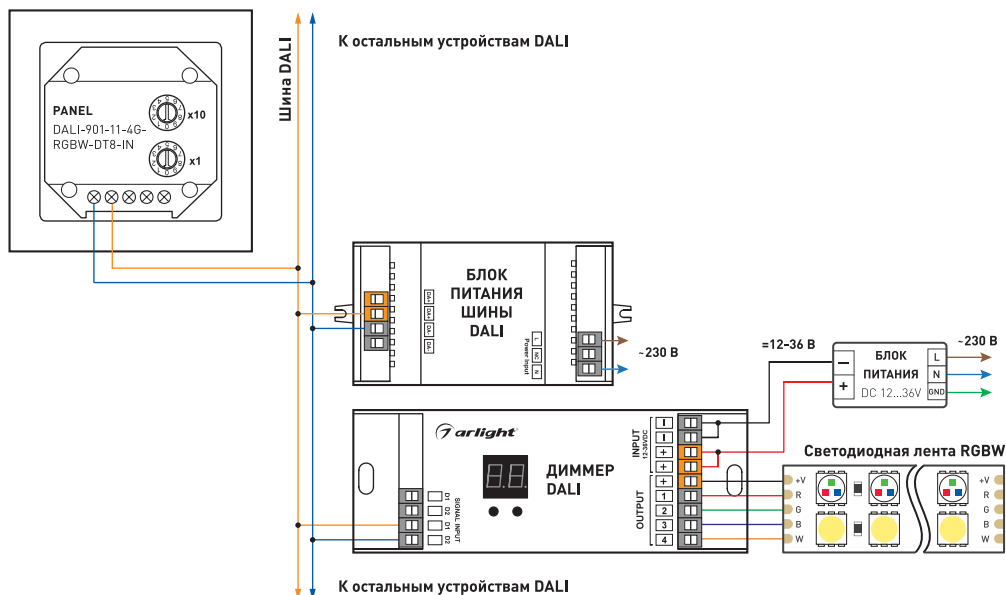 К остальным устройствам DALI
Шина DALI
PANEL
DALI-901-11-4G-
RGBW-DT8-IN
x10
x1
БЛОК
ПИТАНИЯ
ШИНЫ
DALI
DA+
DA+
DA-
DA-
L
NC
N
Power Input
~230 В
=12-36 В
БЛОК
ПИТАНИЯ
DC 12...36V
L
N
GND
~230 В
arlight
ДИММЕР
DALI
88
D1
D2
D1
D2
SIGNAL INPUT
INPUT
12-36VDC
OUTPUT
+
+
+
1
2
3
4
Светодиодная лента RGBW
+V
R
G
B
W
+V
R
G
B
W
К остальным устройствам DALI